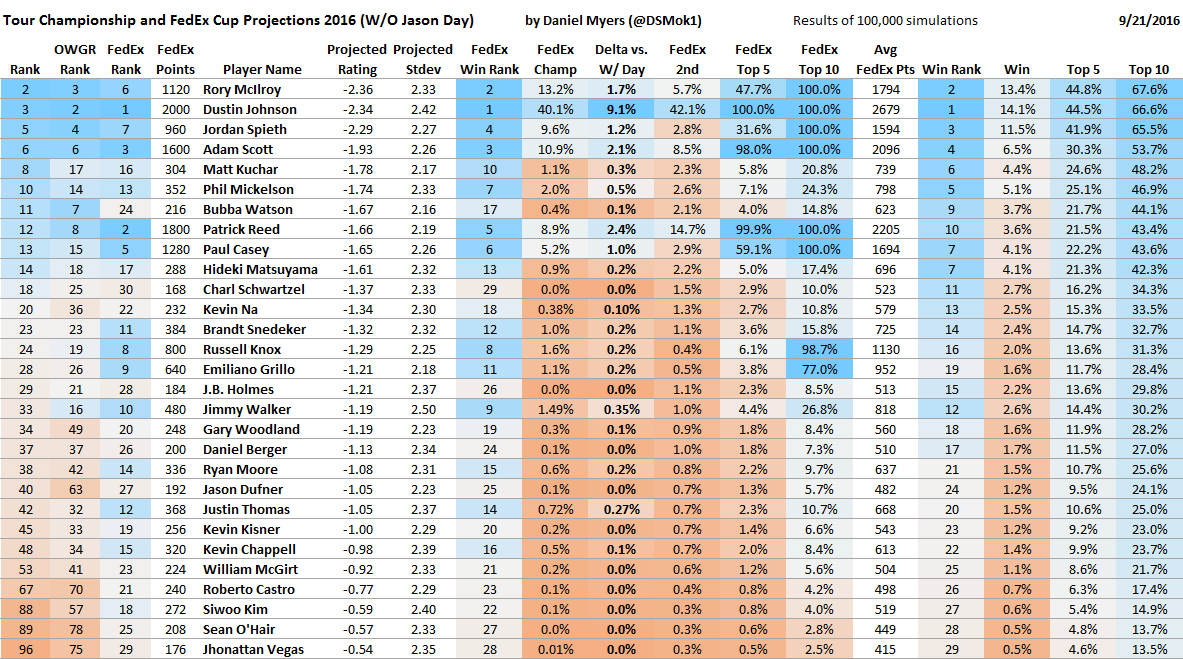 Tour Championship and FedEx Cup Projections 2016 (W/O Jason Day) by Daniel Myers (@DSMok1) Results of 100,000 simulations 9/21/2016
OWGR FedEx FedEx Projected Projected FedEx FedEx Delta vs. FedEx FedEx FedEx Avg
Rank Rank Rank Points Player Name Rating Stdev Win Rank Champ W/ Day 2nd Top 5 Top 10 FedEx Pts Win Rank Win Top 5 Top 10
2 3 6 1120 Rory McIlroy -2.36 2.33 2 13.2% 1.7% 5.7% 47.7% 100.0% 1794 2 13.4% 44.8% 67.6%
3 2 1 2000 Dustin Johnson -2.34 2.42 1 40.1% 9.1% 42.1% 100.0% 100.0% 2679 1 14.1% 44.5% 66.6%
5 4 7 960 Jordan Spieth -2.29 2.27 4 9.6% 1.2% 2.8% 31.6% 100.0% 1594 3 11.5% 41.9% 65.5%
6 6 3 1600 Adam Scott -1.93 2.26 3 10.9% 2.1% 8.5% 98.0% 100.0% 2096 4 6.5% 30.3% 53.7%
8 17 16 304 Matt Kuchar -1.78 2.17 10 1.1% 0.3% 2.3% 5.8% 20.8% 739 6 4.4% 24.6% 48.2%
10 14 13 352 Phil Mickelson -1.74 2.33 7 2.0% 0.5% 2.6% 7.1% 24.3% 798 5 5.1% 25.1% 46.9%
11 7 24 216 Bubba Watson -1.67 2.16 17 0.4% 0.1% 2.1% 4.0% 14.8% 623 9 3.7% 21.7% 44.1%
12 8 2 1800 Patrick Reed -1.66 2.19 5 8.9% 2.4% 14.7% 99.9% 100.0% 2205 10 3.6% 21.5% 43.4%
13 15 5 1280 Paul Casey -1.65 2.26 6 5.2% 1.0% 2.9% 59.1% 100.0% 1694 7 4.1% 22.2% 43.6%
14 18 17 288 Hideki Matsuyama -1.61 2.32 13 0.9% 0.2% 2.2% 5.0% 17.4% 696 7 4.1% 21.3% 42.3%
18 25 30 168 Charl Schwartzel -1.37 2.33 29 0.0% 0.0% 1.5% 2.9% 10.0% 523 11 2.7% 16.2% 34.3%
20 36 22 232 Kevin Na -1.34 2.30 18 0.38% 0.10% 1.3% 2.7% 10.8% 579 13 2.5% 15.3% 33.5%
23 23 11 384 Brandt Snedeker -1.32 2.32 12 1.0% 0.2% 1.1% 3.6% 15.8% 725 14 2.4% 14.7% 32.7%
24 19 8 800 Russell Knox -1.29 2.25 8 1.6% 0.2% 0.4% 6.1% 98.7% 1130 16 2.0% 13.6% 31.3%
28 26 9 640 Emiliano Grillo -1.21 2.18 11 1.1% 0.2% 0.5% 3.8% 77.0% 952 19 1.6% 11.7% 28.4%
29 21 28 184 J.B. Holmes -1.21 2.37 26 0.0% 0.0% 1.1% 2.3% 8.5% 513 15 2.2% 13.6% 29.8%
33 16 10 480 Jimmy Walker -1.19 2.50 9 1.49% 0.35% 1.0% 4.4% 26.8% 818 12 2.6% 14.4% 30.2%
34 49 20 248 Gary Woodland -1.19 2.23 19 0.3% 0.1% 0.9% 1.8% 8.4% 560 18 1.6% 11.9% 28.2%
37 37 26 200 Daniel Berger -1.13 2.34 24 0.1% 0.0% 1.0% 1.8% 7.3% 510 17 1.7% 11.5% 27.0%
38 42 14 336 Ryan Moore -1.08 2.31 15 0.6% 0.2% 0.8% 2.2% 9.7% 637 21 1.5% 10.7% 25.6%
40 63 27 192 Jason Dufner -1.05 2.23 25 0.1% 0.0% 0.7% 1.3% 5.7% 482 24 1.2% 9.5% 24.1%
42 32 12 368 Justin Thomas -1.05 2.37 14 0.72% 0.27% 0.7% 2.3% 10.7% 668 20 1.5% 10.6% 25.0%
45 33 19 256 Kevin Kisner -1.00 2.29 20 0.2% 0.0% 0.7% 1.4% 6.6% 543 23 1.2% 9.2% 23.0%
48 34 15 320 Kevin Chappell -0.98 2.39 16 0.5% 0.1% 0.7% 2.0% 8.4% 613 22 1.4% 9.9% 23.7%
53 41 23 224 William McGirt -0.92 2.33 21 0.2% 0.0% 0.6% 1.2% 5.6% 504 25 1.1% 8.6% 21.7%
67 70 21 240 Roberto Castro -0.77 2.29 23 0.1% 0.0% 0.4% 0.8% 4.2% 498 26 0.7% 6.3% 17.4%
88 57 18 272 Siwoo Kim -0.59 2.40 22 0.1% 0.0% 0.3% 0.8% 4.0% 519 27 0.6% 5.4% 14.9%
89 78 25 208 Sean O'Hair -0.57 2.33 27 0.0% 0.0% 0.3% 0.6% 2.8% 449 28 0.5% 4.8% 13.7%
96 75 29 176 Jhonattan Vegas -0.54 2.35 28 0.01% 0.0% 0.3% 0.5% 2.5% 415 29 0.5% 4.6% 13.5%